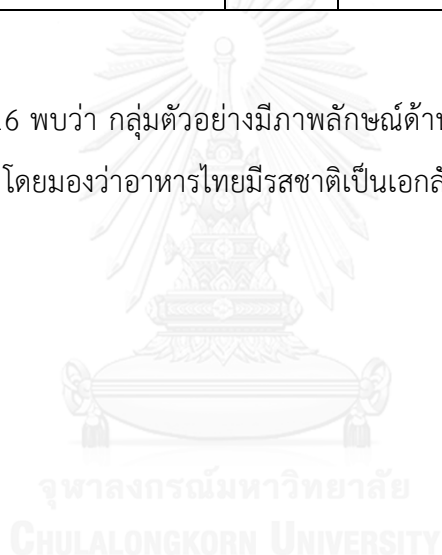 .6 พบว่า กลุ่มตัวอย่างมีภาพลักษณ์ด้าน
โดยมองว่าอาหารไทยมีรสชาติเป็นเอกลั
จุฬาลงกรณ์มหาวิทยาลัย
CHULALONGKORN UNIVERSITY